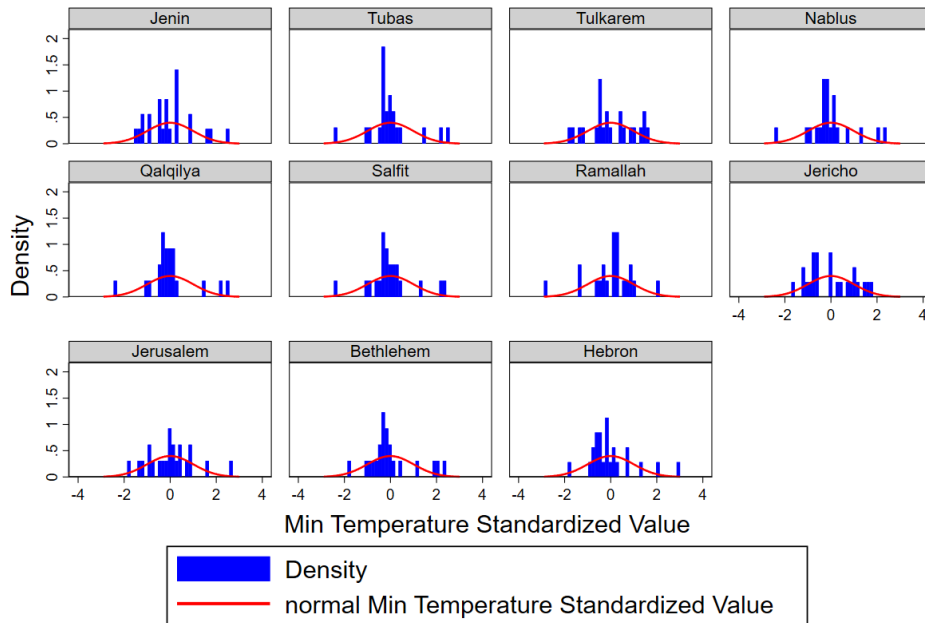 Jenin Tubas Tulkarem Nablus
2
1.5
1
.5
0
Qalqilya Salfit Ramallah Jericho
2
1.5
1
.5
0
-4 -2 0 2 4
Jerusalem Bethlehem Hebron
2
1.5
1
.5
0
-4 -2 0 2 4 -4 -2 0 2 4 -4 -2 0 2 4
Density
Min Temperature Standardized Value
Density
normal Min Temperature Standardized Value